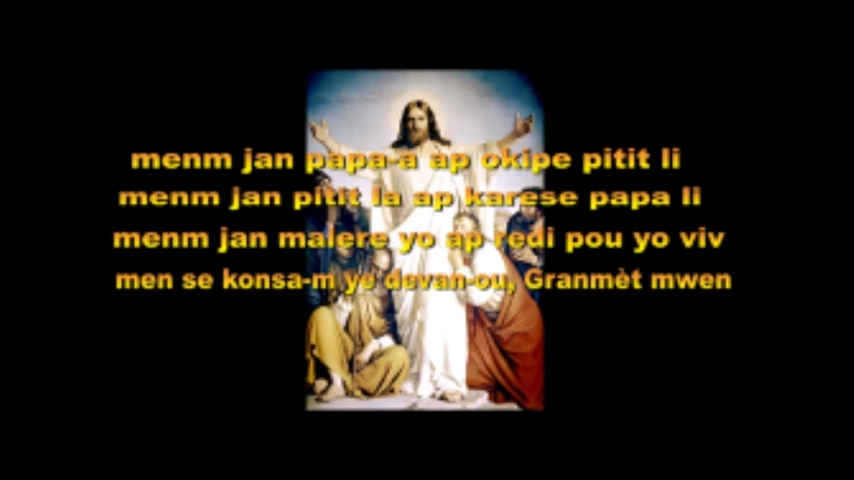 menm jan papa-a ap okipe pitit li
menm jan pitit la ap karese papa li
menm jan malere yo ap redi pou yo viv
men se konsa-m ye devan-ou, Granmèt mwen